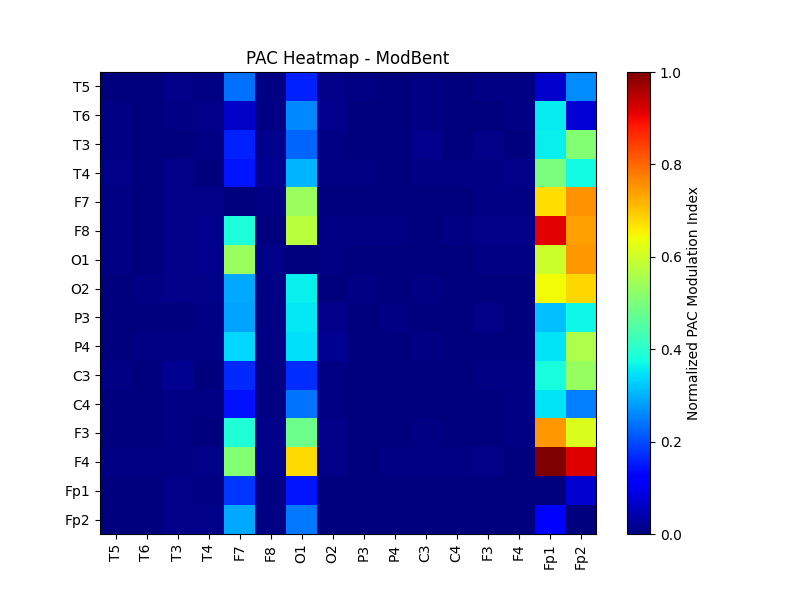 PAC Heatmap - ModBent
T5
T6
T3
T4
F7
F8
O1
O2
P3
P4
C3
C4
F3
F4
Fp1
Fp2
T5
T6
T3
T4
F7
F8
O1
O2
P3
P4
C3
C4
F3
F4
Fp1
Fp2
1.0
0.8
0.6
0.4
0.2
0.0
Normalized PAC Modulation Index